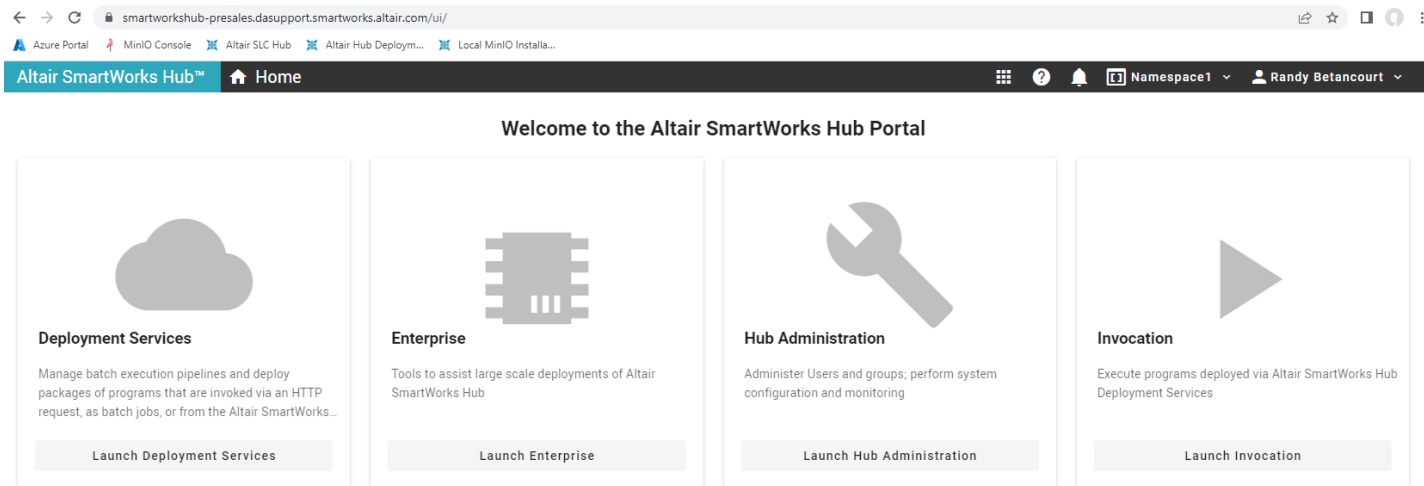 smartworkshub-presales.dasupport.smartworks.altair.com/ui/
Azure Portal MinIO Console Altair SLC Hub Altair Hub Deploym... Local MinIO Installa...
Altair SmartWorks Hub™ Home Namespace1 Randy Betancourt
Welcome to the Altair SmartWorks Hub Portal
Deployment Services
Manage batch execution pipelines and deploy
packages of programs that are invoked via an HTTP
request, as batch jobs, or from the Altair SmartWorks...
Launch Deployment Services
Enterprise
Tools to assist large scale deployments of Altair
SmartWorks Hub
Launch Enterprise
Hub Administration
Administer Users and groups; perform system
configuration and monitoring
Launch Hub Administration
Invocation
Execute programs deployed via Altair SmartWorks Hub
Deployment Services
Launch Invocation